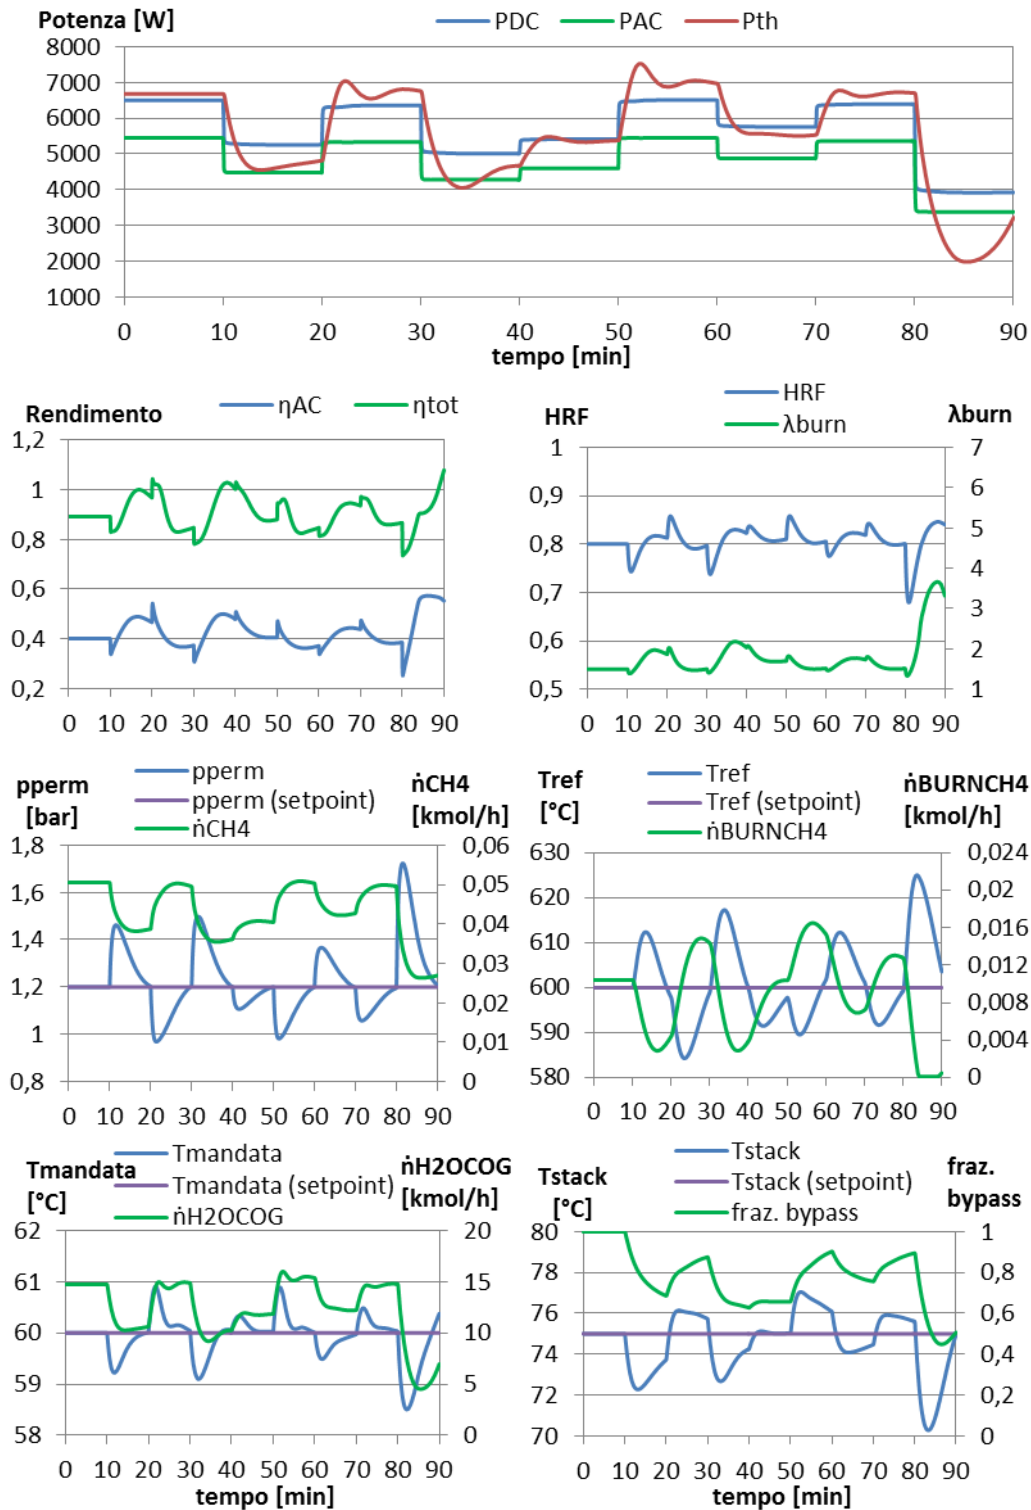 Potenza [W]
PDC PAC Pth
8000
7000
6000
5000
4000
3000
2000
1000
0 10 20 30 40 50 60 70 80 90
tempo [min]
Rendimento
ηAC ηtot
1,2
1
0,8
0,6
0,4
0,2
0 10 20 30 40 50 60 70 80 90
HRF
HRF
λburn
λburn
1
0,9
0,8
0,7
0,6
0,5
7
6
5
4
3
2
1
0 10 20 30 40 50 60 70 80 90
pperm
[bar]
pperm
pperm (setpoint)
ṅCH4
ṅCH4
[kmol/h]
1,8
1,6
1,4
1,2
1
0,8
0,06
0,05
0,04
0,03
0,02
0,01
0
0 10 20 30 40 50 60 70 80 90
Tref
[°C]
Tref
Tref (setpoint)
ṅBURNCH4
ṅBURNCH4
[kmol/h]
630
620
610
600
590
580
0,024
0,02
0,016
0,012
0,008
0,004
0
0 10 20 30 40 50 60 70 80 90
Tmandata
[°C]
Tmandata
Tmandata (setpoint)
ṅH2OCOG
ṅH2OCOG
[kmol/h]
62
61
60
59
58
20
15
10
5
0
0 10 20 30 40 50 60 70 80 90
tempo [min]
Tstack
[°C]
Tstack
Tstack (setpoint)
fraz. bypass
fraz.
bypass
80
78
76
74
72
70
1
0,8
0,6
0,4
0,2
0
0 10 20 30 40 50 60 70 80 90
tempo [min]